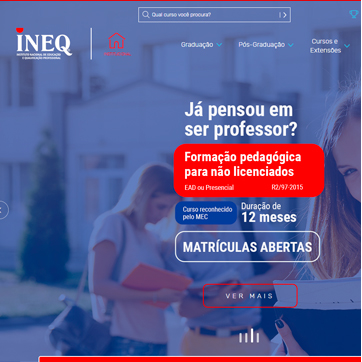 Qual curso você procura?
INEQ
INSTITUTO NACIONAL DE EDUCAÇÃO
E QUALIFICAÇÃO PROFISSIONAL
Graduação
Pós-Graduação
Cursos e
Extensões
Já pensou em
ser professor?
Formação pedagógica
para não licenciados
EAD ou Presencial
R2/97-2015
Curso reconhecido
pelo MEC
Duração de
12 meses
MATRÍCULAS ABERTAS
VER MAIS